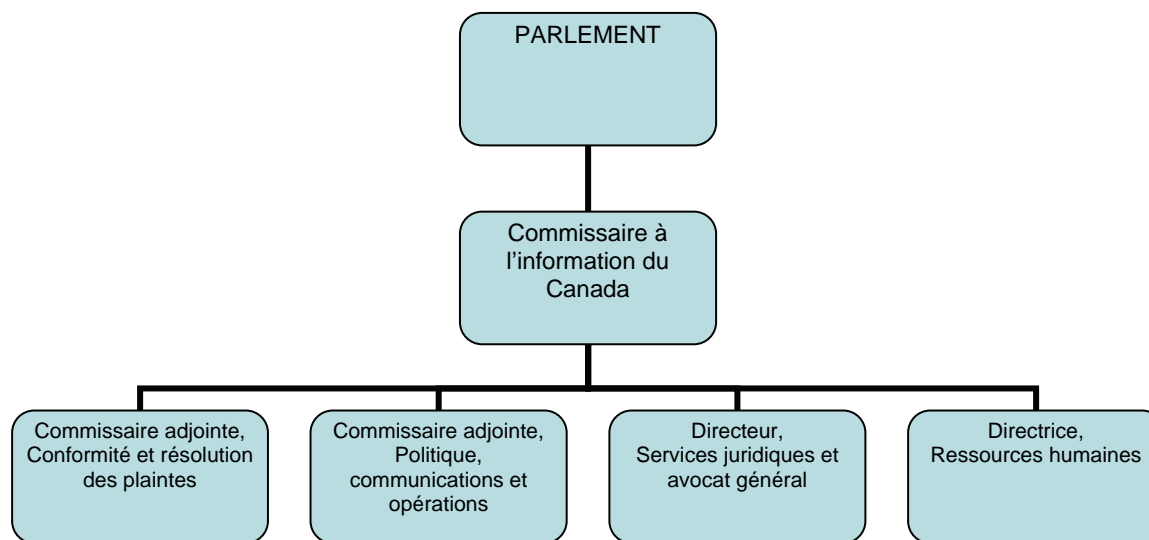 PARLEMENT
Commissaire à
l’information du
Canada
Commissaire adjointe,
Conformité et résolution
des plaintes
Commissaire adjointe,
Politique,
communications et
opérations
Directeur,
Services juridiques et
avocat général
Directrice,
Ressources humaines